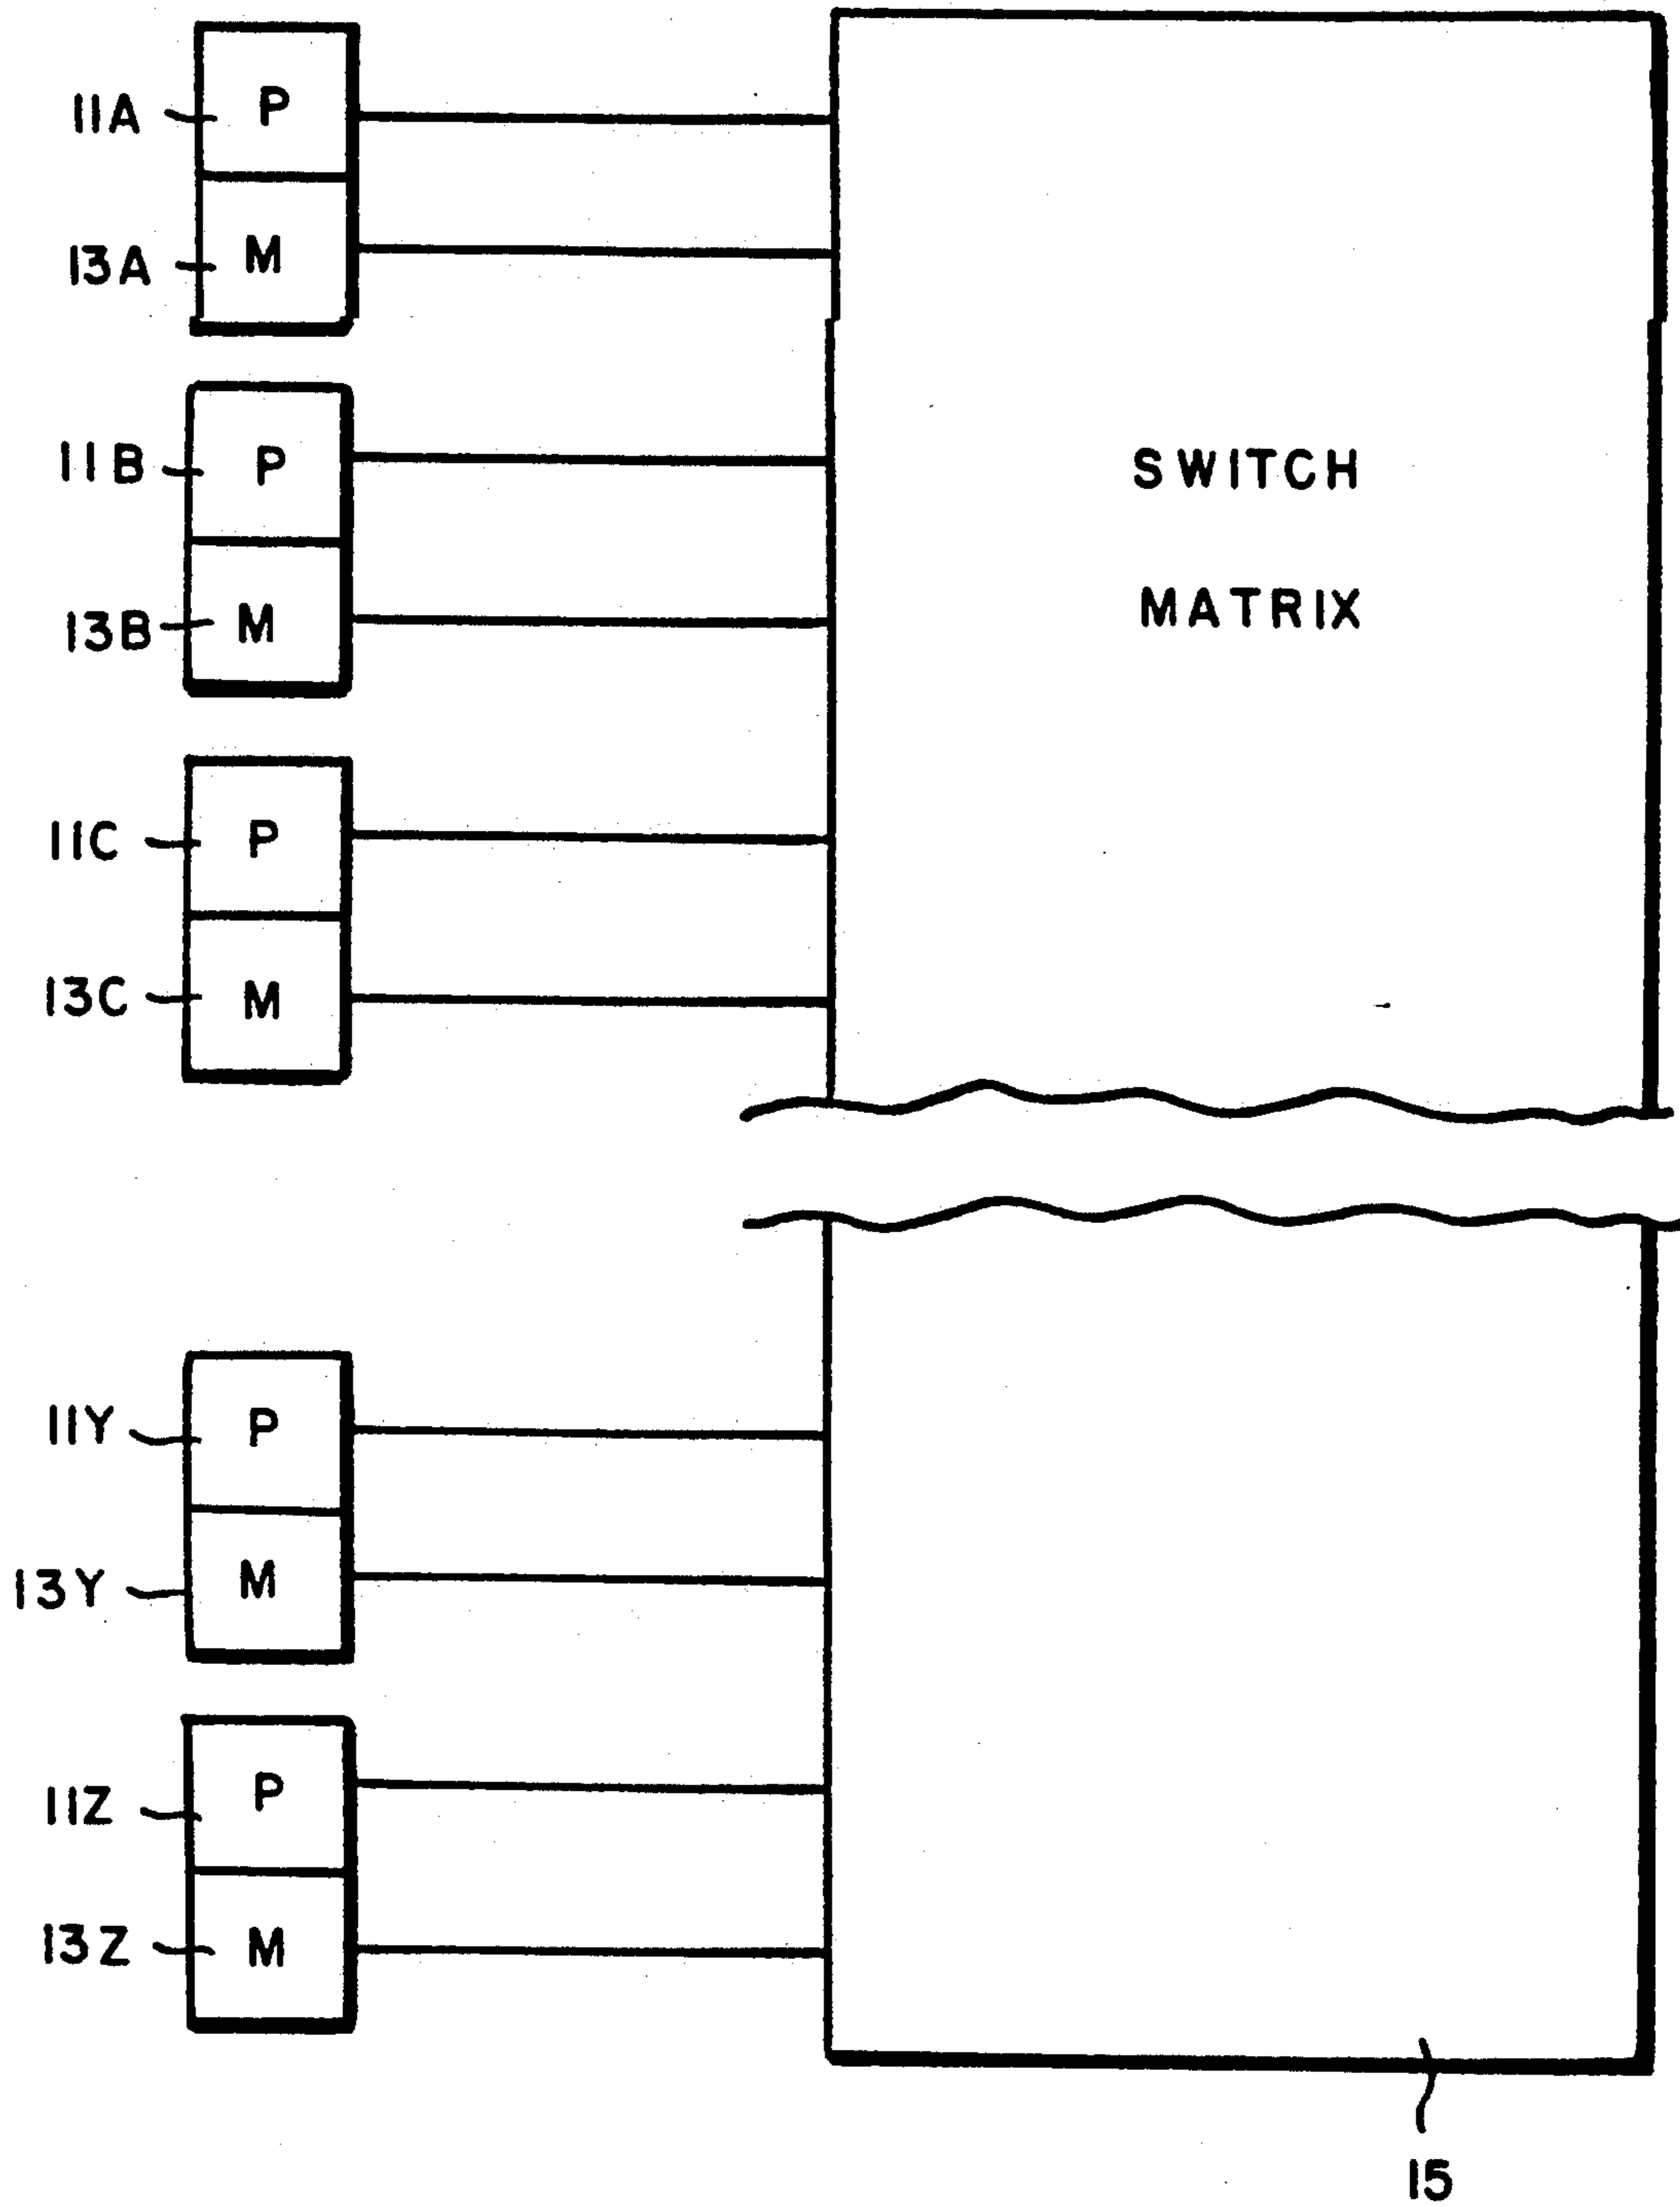 11A P
13A M
11B P
SWITCH
13B M
MATRIX
11C P
13C M
11Y P
13Y M
11Z P
13Z M
15